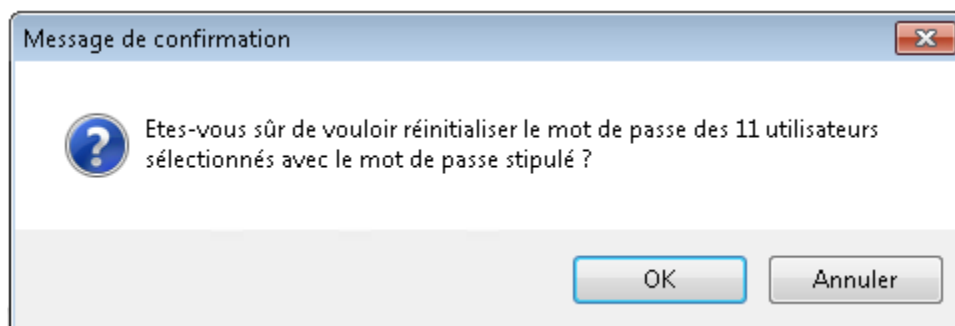 Message de confirmation
Etes-vous sûr de vouloir réinitialiser le mot de passe des 11 utilisateurs
sélectionnés avec le mot de passe stipulé ?
OK
Annuler